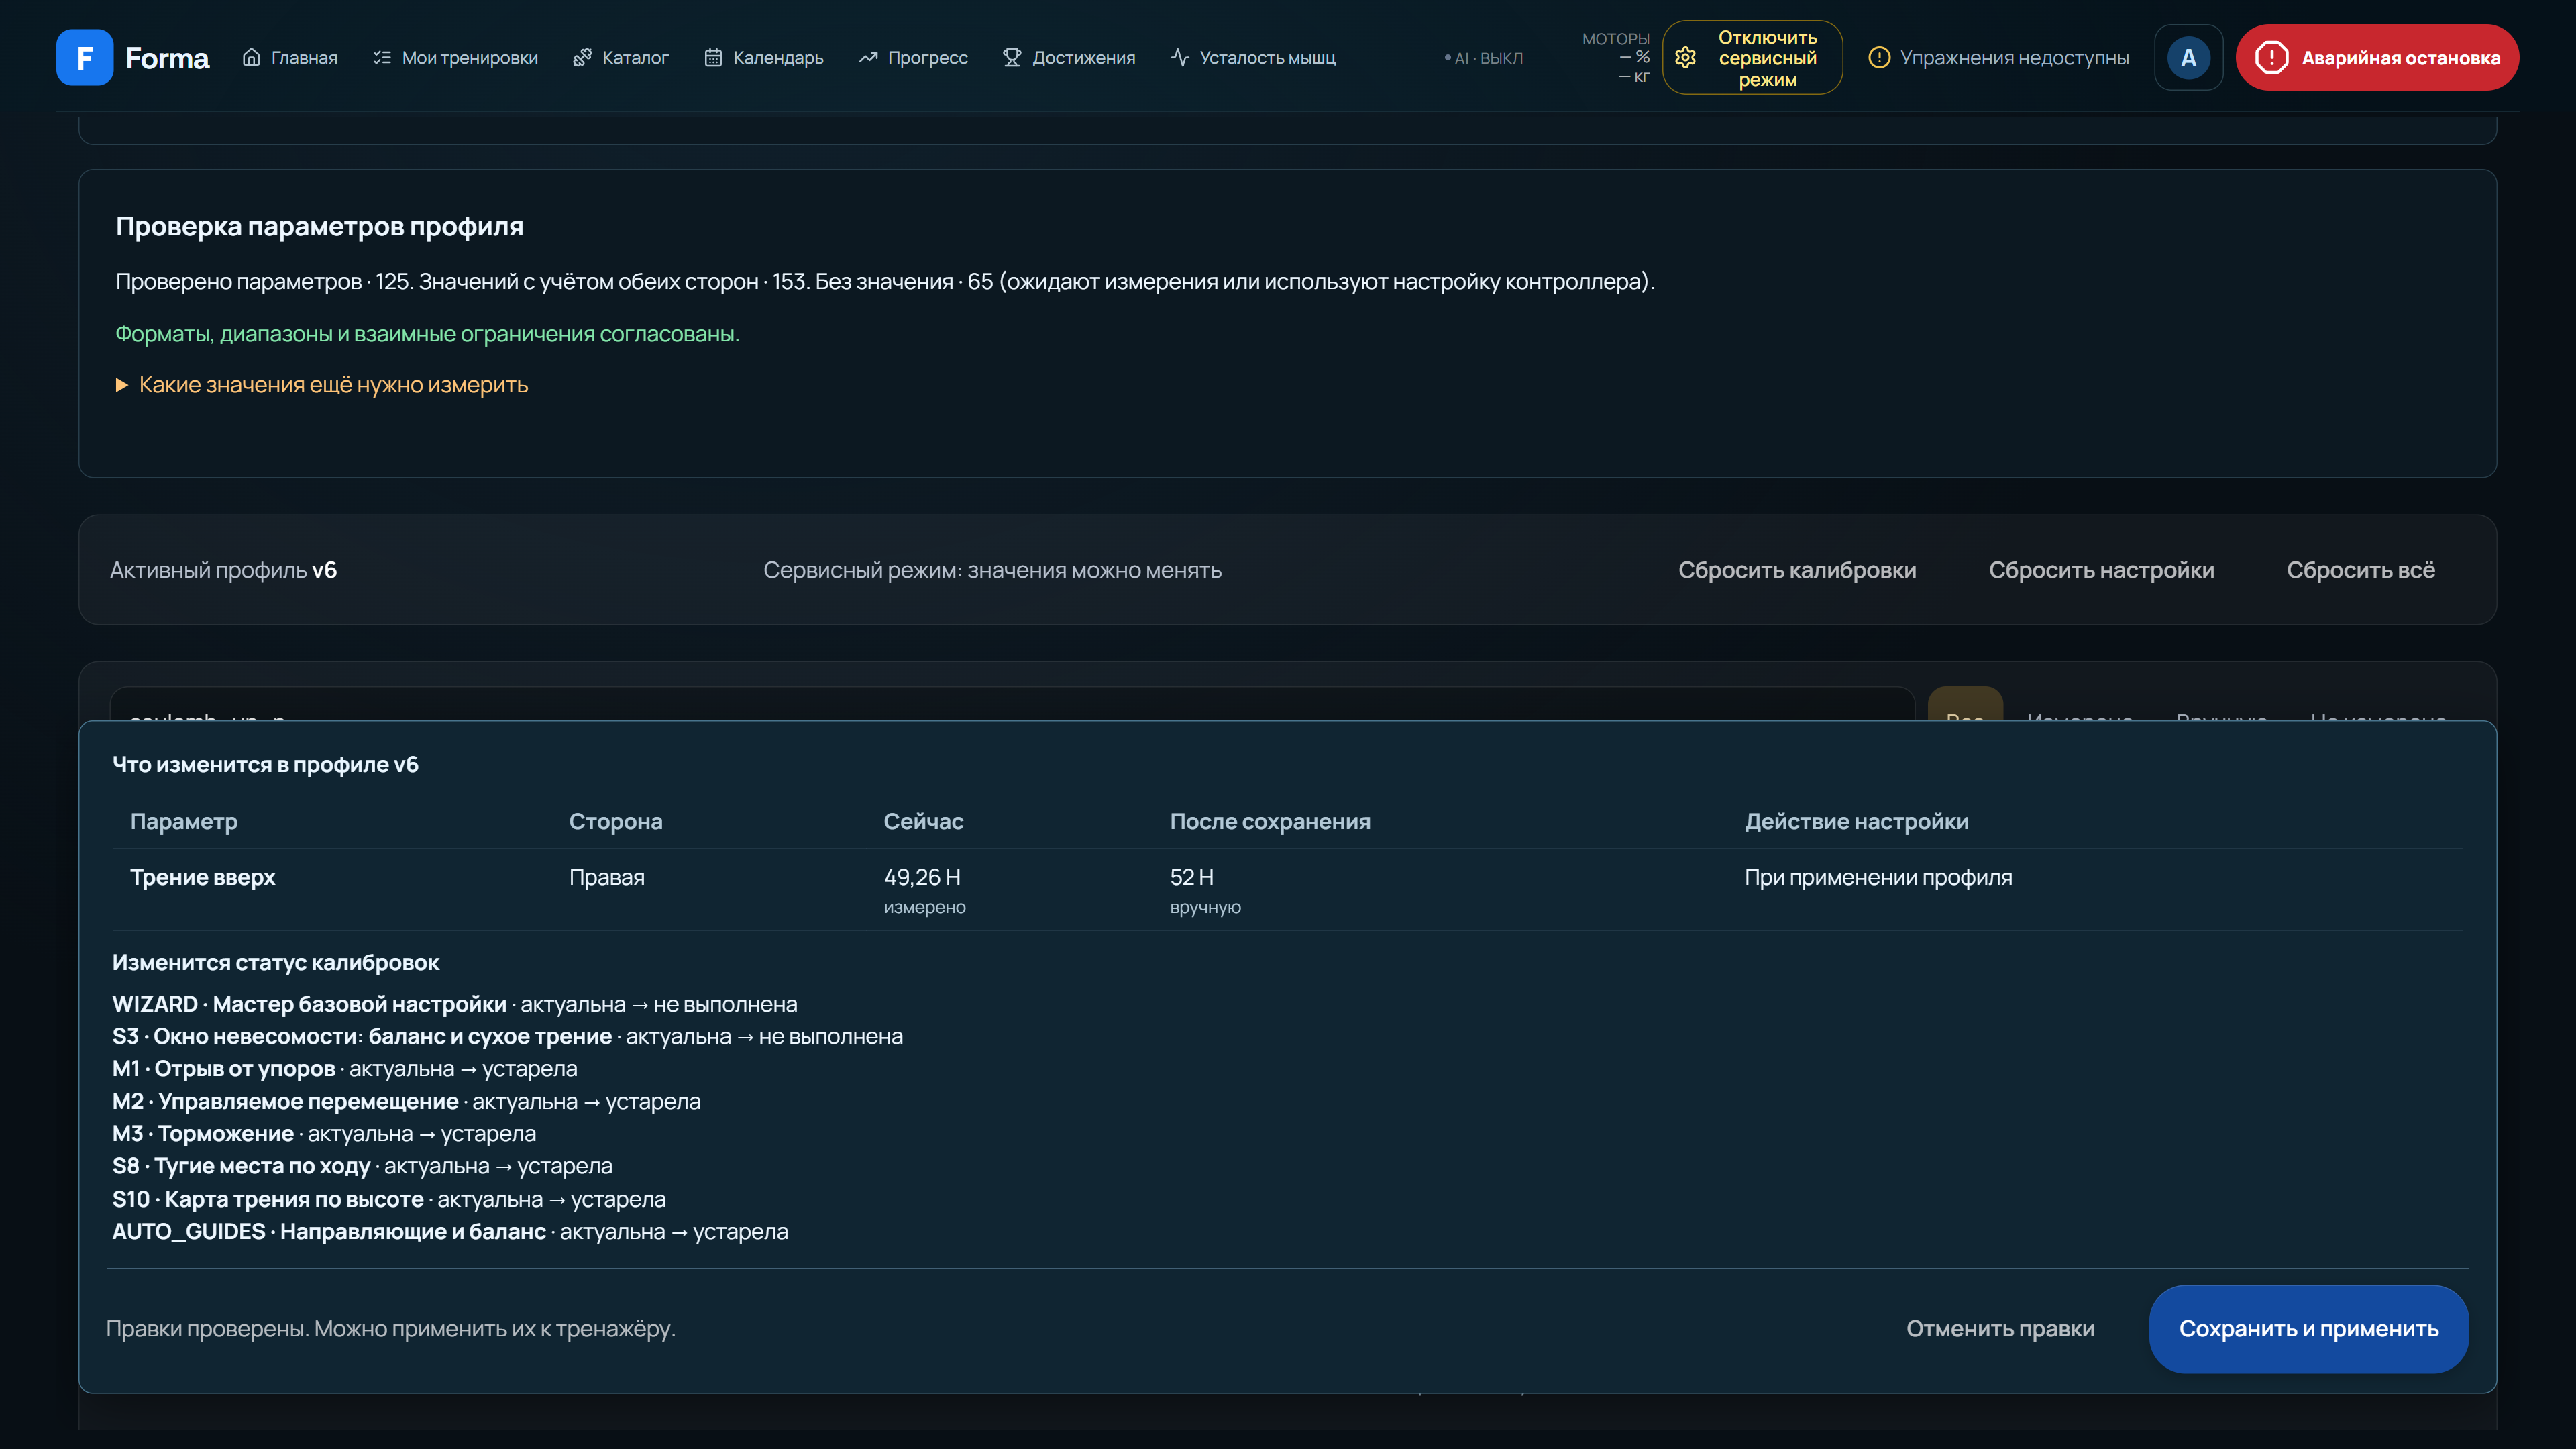 F Forma
Главная
Мои тренировки
Каталог
Календарь
Прогресс
Достижения
Усталость мышц
AI · ВЫКЛ
МОТОРЫ
— %
— кг
Отключить
сервисный
режим
Упражнения недоступны
A
Аварийная остановка
Проверка параметров профиля
Проверено параметров · 125. Значений с учётом обеих сторон · 153. Без значения · 65 (ожидают измерения или используют настройку контроллера).
Форматы, диапазоны и взаимные ограничения согласованы.
Какие значения ещё нужно измерить
Активный профиль v6
Сервисный режим: значения можно менять
Сбросить калибровки
Сбросить настройки
Сбросить всё
Что изменится в профиле v6
Параметр Сторона Сейчас После сохранения Действие настройки
Трение вверх Правая 49,26 Н 52 Н При применении профиля
измерено вручную
Изменится статус калибровок
WIZARD · Мастер базовой настройки · актуальна → не выполнена
S3 · Окно невесомости: баланс и сухое трение · актуальна → не выполнена
M1 · Отрыв от упоров · актуальна → устарела
M2 · Управляемое перемещение · актуальна → устарела
M3 · Торможение · актуальна → устарела
S8 · Тугие места по ходу · актуальна → устарела
S10 · Карта трения по высоте · актуальна → устарела
AUTO_GUIDES · Направляющие и баланс · актуальна → устарела
Правки проверены. Можно применить их к тренажёру.
Отменить правки
Сохранить и применить